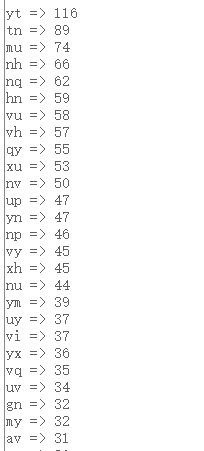 yt => 116
tn => 89
mu => 74
nh => 66
nq => 62
hn => 59
vu => 58
vh => 57
qy => 55
xu => 53
nv => 50
up => 47
yn => 47
np => 46
vy => 45
xh => 45
nu => 44
ym => 39
uy => 37
vi => 37
yx => 36
vq => 35
uv => 34
gn => 32
my => 32
av => 31